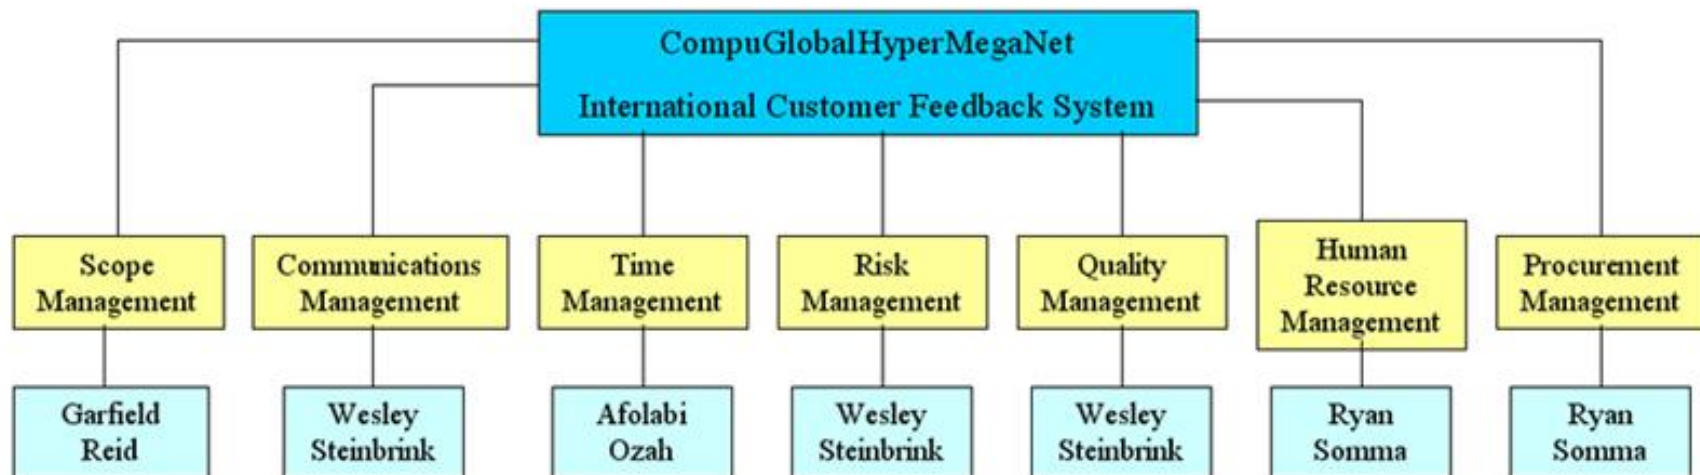 CompuGlobalHyperMegaNet
International Customer Feedback System
Scope
Management
Communications
Management
Time
Management
Risk
Management
Quality
Management
Human
Resource
Management
Procurement
Management
Garfield
Reid
Wesley
Steinbrink
Afolabi
Ozah
Wesley
Steinbrink
Wesley
Steinbrink
Ryan
Somma
Ryan
Somma